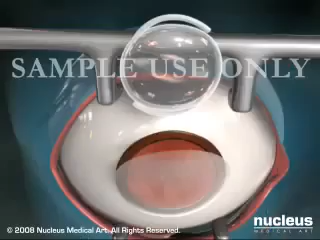 SAMPLE USE ONLY
nucleus
MEDICAL ART
© 2008 Nucleus Medical Art. All Rights Reserved.